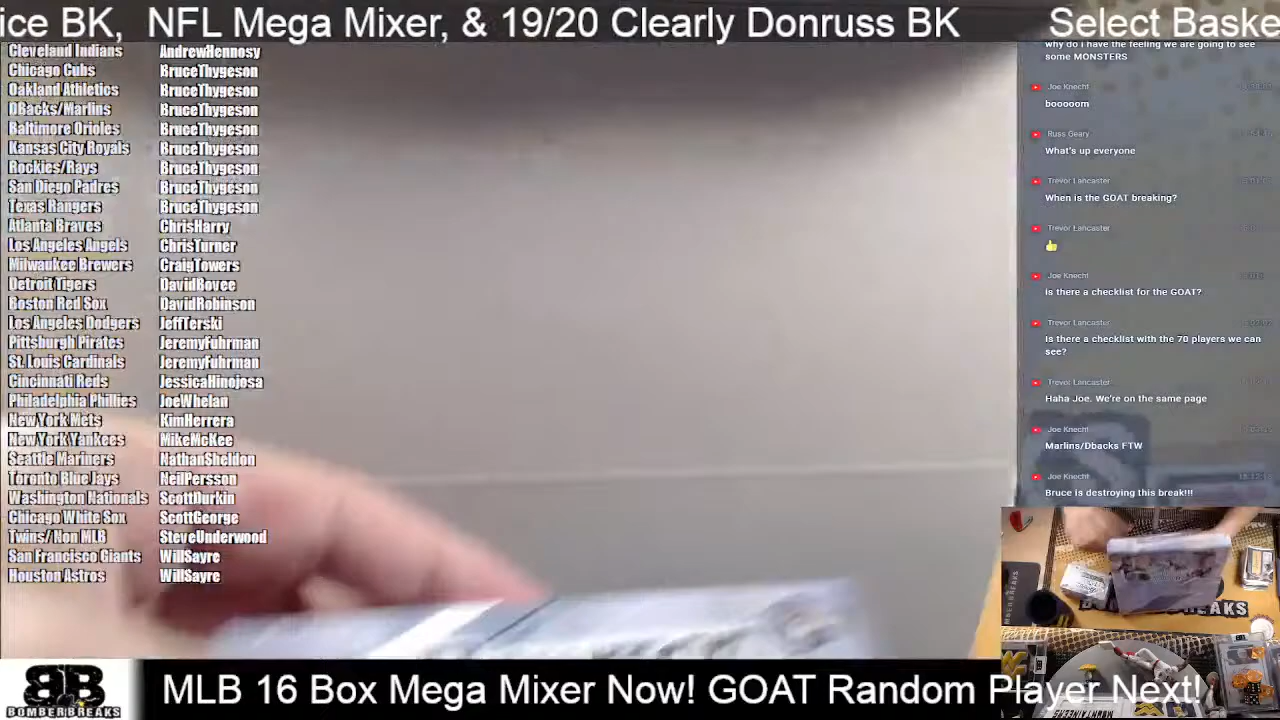 ice BK, NFL Mega Mixer, & 19/20 Clearly Donruss BK Select Baske
Cleveland Indians AndrewHennosy
Chicago Cubs BruceThygeson
Oakland Athletics BruceThygeson
DBacks/Marlins BruceThygeson
Baltimore Orioles BruceThygeson
Kansas City Royals BruceThygeson
Rockies/Rays BruceThygeson
San Diego Padres BruceThygeson
Texas Rangers BruceThygeson
Atlanta Braves ChrisHarry
Los Angeles Angels ChrisTurner
Milwaukee Brewers CraigTowers
Detroit Tigers DavidBovee
Boston Red Sox DavidRobinson
Los Angeles Dodgers JeffTerski
Pittsburgh Pirates JeremyFuhrman
St. Louis Cardinals JeremyFuhrman
Cincinnati Reds JessicaHinojosa
Philadelphia Phillies JoeWhelan
New York Mets KimHerrera
New York Yankees MikeMcKee
Seattle Mariners NathanSheldon
Toronto Blue Jays NeilPersson
Washington Nationals ScottDurkin
Chicago White Sox ScottGeorge
Twins/Non MLB SteveUnderwood
San Francisco Giants WillSayre
Houston Astros WillSayre
why do i have the feeling we are going to see
some MONSTERS
Joe Knecht
booooom
Russ Geary
What's up everyone
Trevor Lancaster
When is the GOAT breaking?
Trevor Lancaster
👍
Joe Knecht
Is there a checklist for the GOAT?
Trevor Lancaster
Is there a checklist with the 70 players we can
see?
Trevor Lancaster
Haha Joe. We're on the same page
Joe Knecht
Marlins/Dbacks FTW
Joe Knecht
Bruce is destroying this break!!!
BB
BOMBERBREAKS
MLB 16 Box Mega Mixer Now! GOAT Random Player Next!